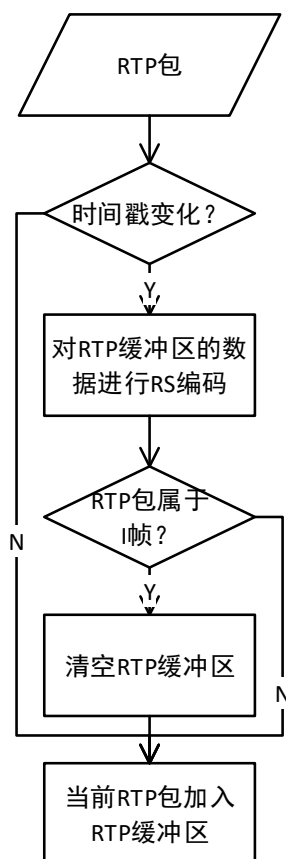 RTP包
时间戳变化？
Y
对RTP缓冲区的数
据进行RS编码
RTP包属于
I帧？
N
Y
清空RTP缓冲区
N
当前RTP包加入
RTP缓冲区